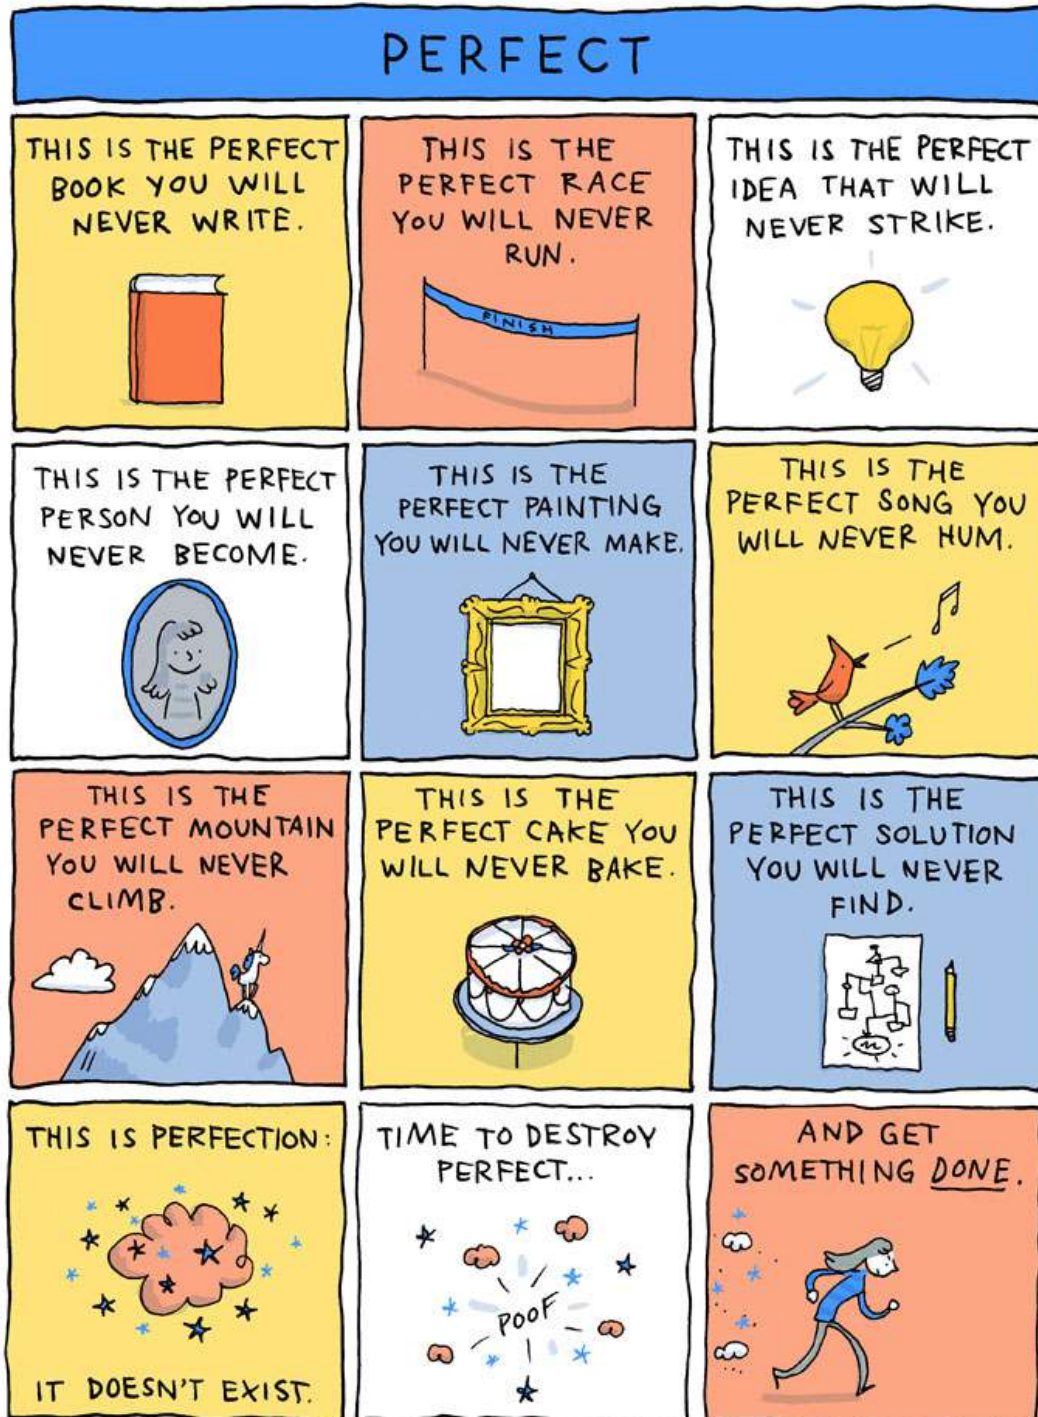 PERFECT
THIS IS THE PERFECT
BOOK YOU WILL
NEVER WRITE.
THIS IS THE
PERFECT RACE
YOU WILL NEVER
RUN.
FINISH
THIS IS THE PERFECT
IDEA THAT WILL
NEVER STRIKE.
THIS IS THE PERFECT
PERSON YOU WILL
NEVER BECOME.
THIS IS THE
PERFECT PAINTING
YOU WILL NEVER MAKE.
THIS IS THE
PERFECT SONG YOU
WILL NEVER HUM.
THIS IS THE
PERFECT MOUNTAIN
YOU WILL NEVER
CLIMB.
THIS IS THE
PERFECT CAKE YOU
WILL NEVER BAKE.
THIS IS THE
PERFECT SOLUTION
YOU WILL NEVER
FIND.
THIS IS PERFECTION:
IT DOESN'T EXIST.
TIME TO DESTROY
PERFECT...
POOF
AND GET
SOMETHING DONE.